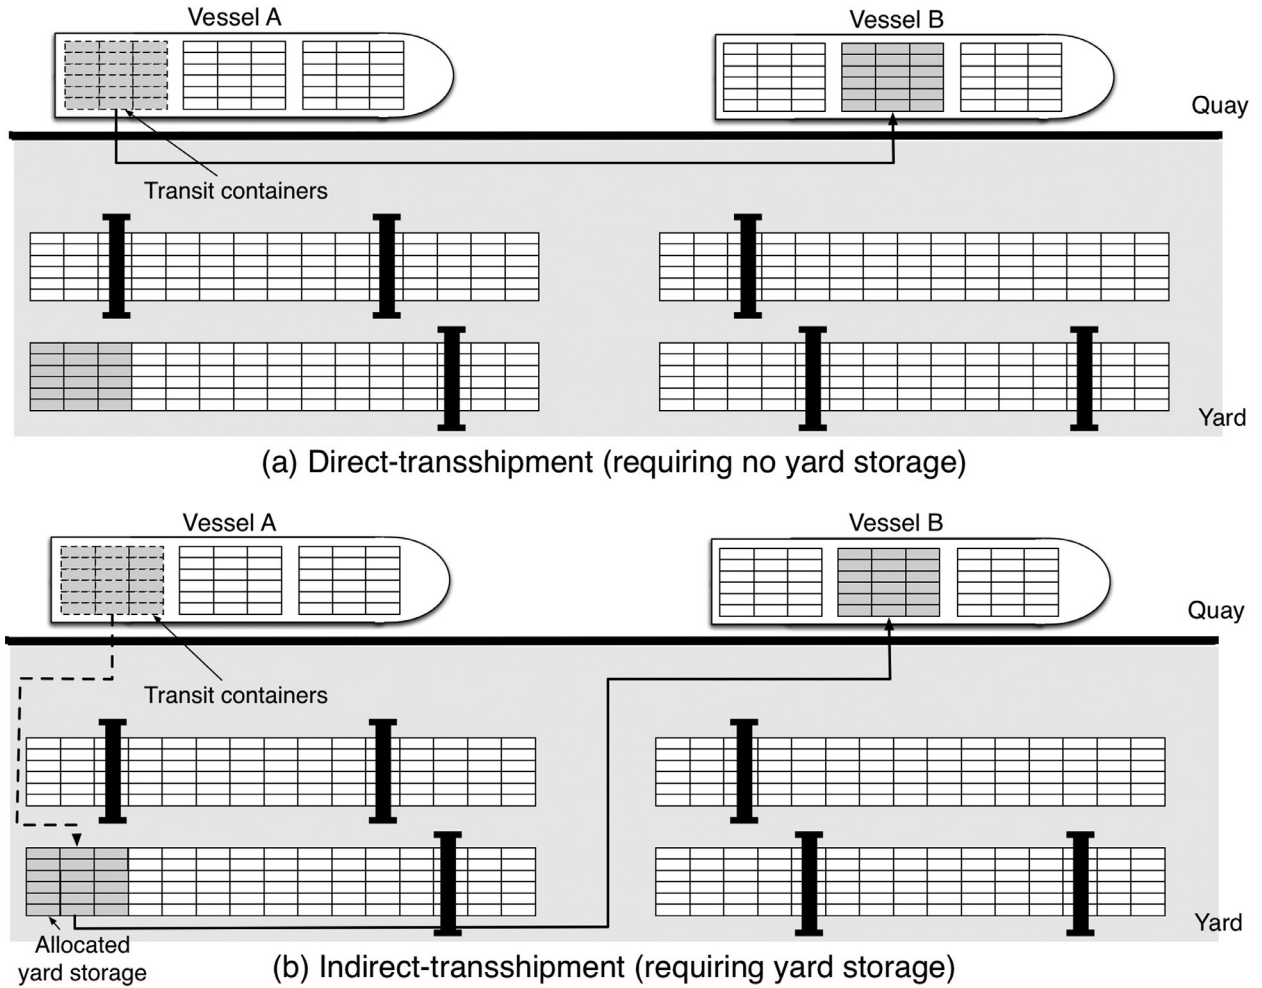 Vessel A
Vessel B
Quay
Transit containers
Yard
(a) Direct-transshipment (requiring no yard storage)
Vessel A
Vessel B
Quay
Transit containers
Yard
Allocated
yard storage
(b) Indirect-transshipment (requiring yard storage)